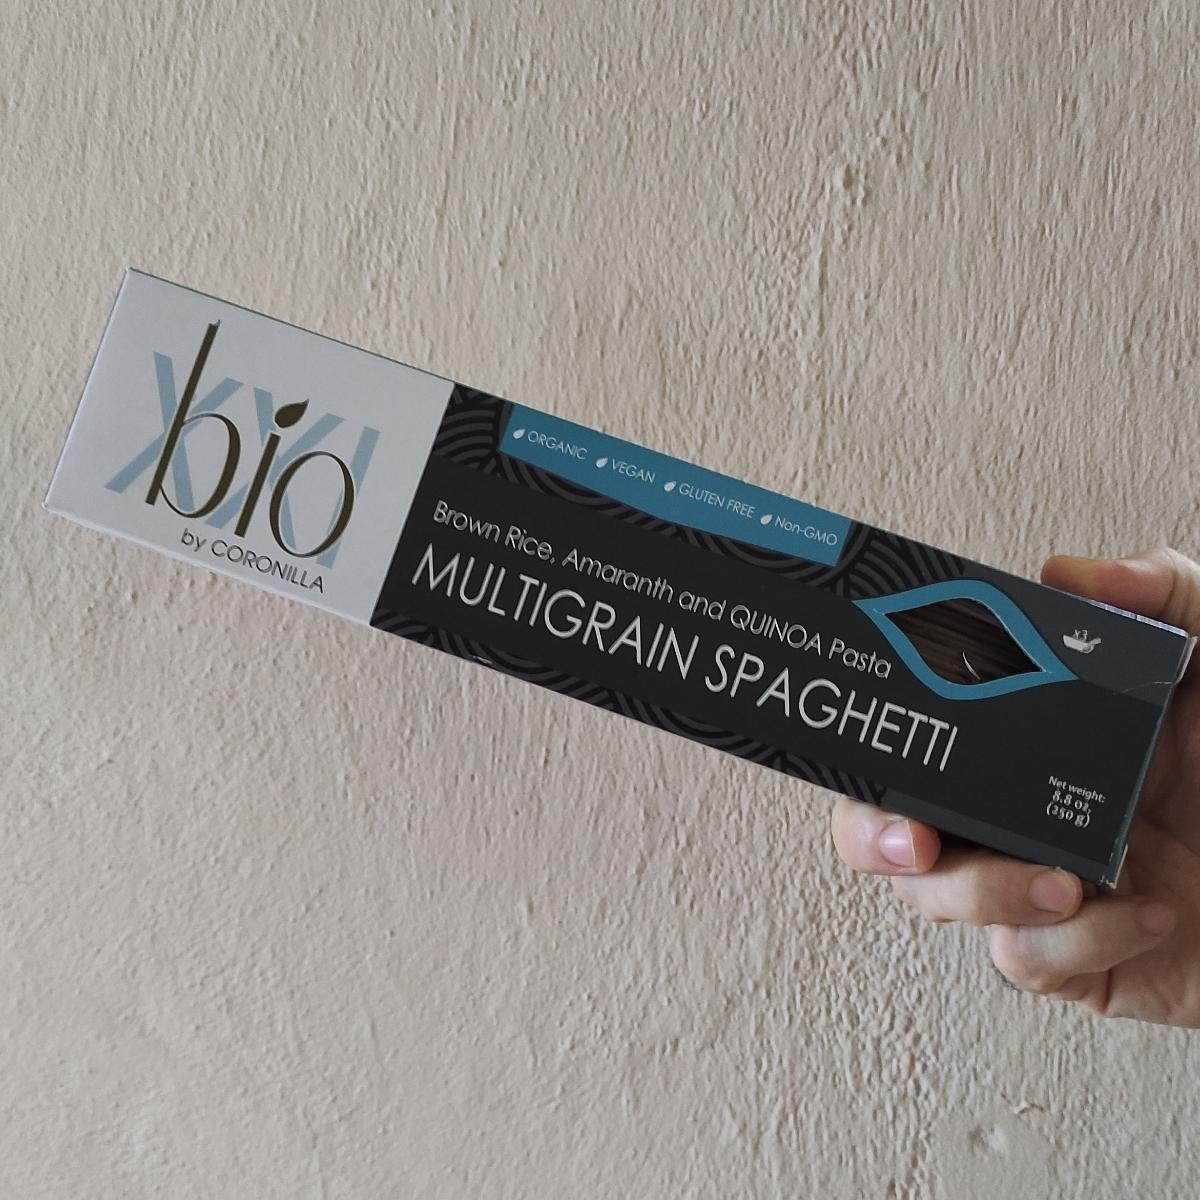 XXI
bio
by CORONILLA
ORGANIC VEGAN GLUTEN FREE Non-GMO
Brown Rice, Amaranth and QUINOA Pasta
MULTIGRAIN SPAGHETTI
x3
Net weight:
8.8 oz,
(250 g)